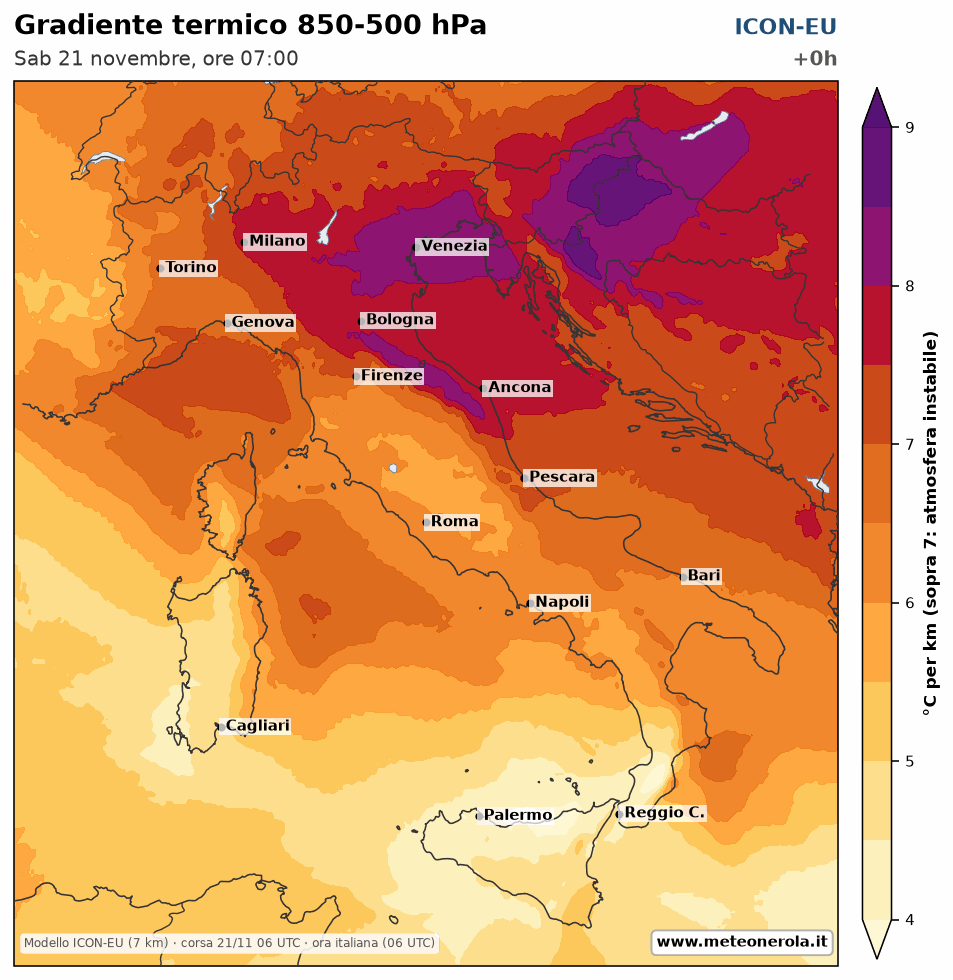 Gradiente termico 850-500 hPa
ICON-EU
Sab 21 novembre, ore 07:00
+0h
9
8
7
6
5
4
°C per km (sopra 7: atmosfera instabile)
Milano
Venezia
Torino
Genova
Bologna
Firenze
Ancona
Pescara
Roma
Bari
Napoli
Cagliari
Palermo
Reggio C.
Modello ICON-EU (7 km) · corsa 21/11 06 UTC · ora italiana (06 UTC)
www.meteonerola.it